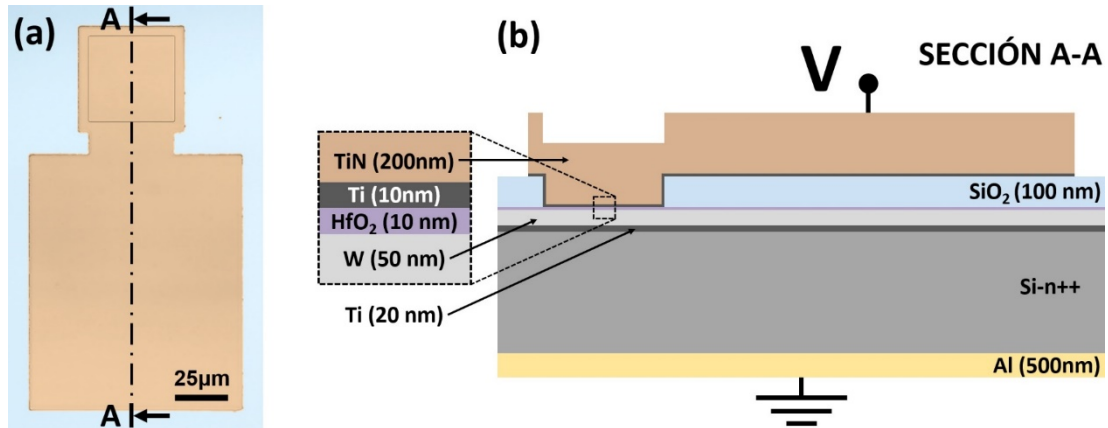 (a)
A
A
25µm
(b)
SECCIÓN A-A
V
TiN (200nm)
Ti (10nm)
HfO₂ (10 nm)
W (50 nm)
Ti (20 nm)
SiO₂ (100 nm)
Si-n++
Al (500nm)